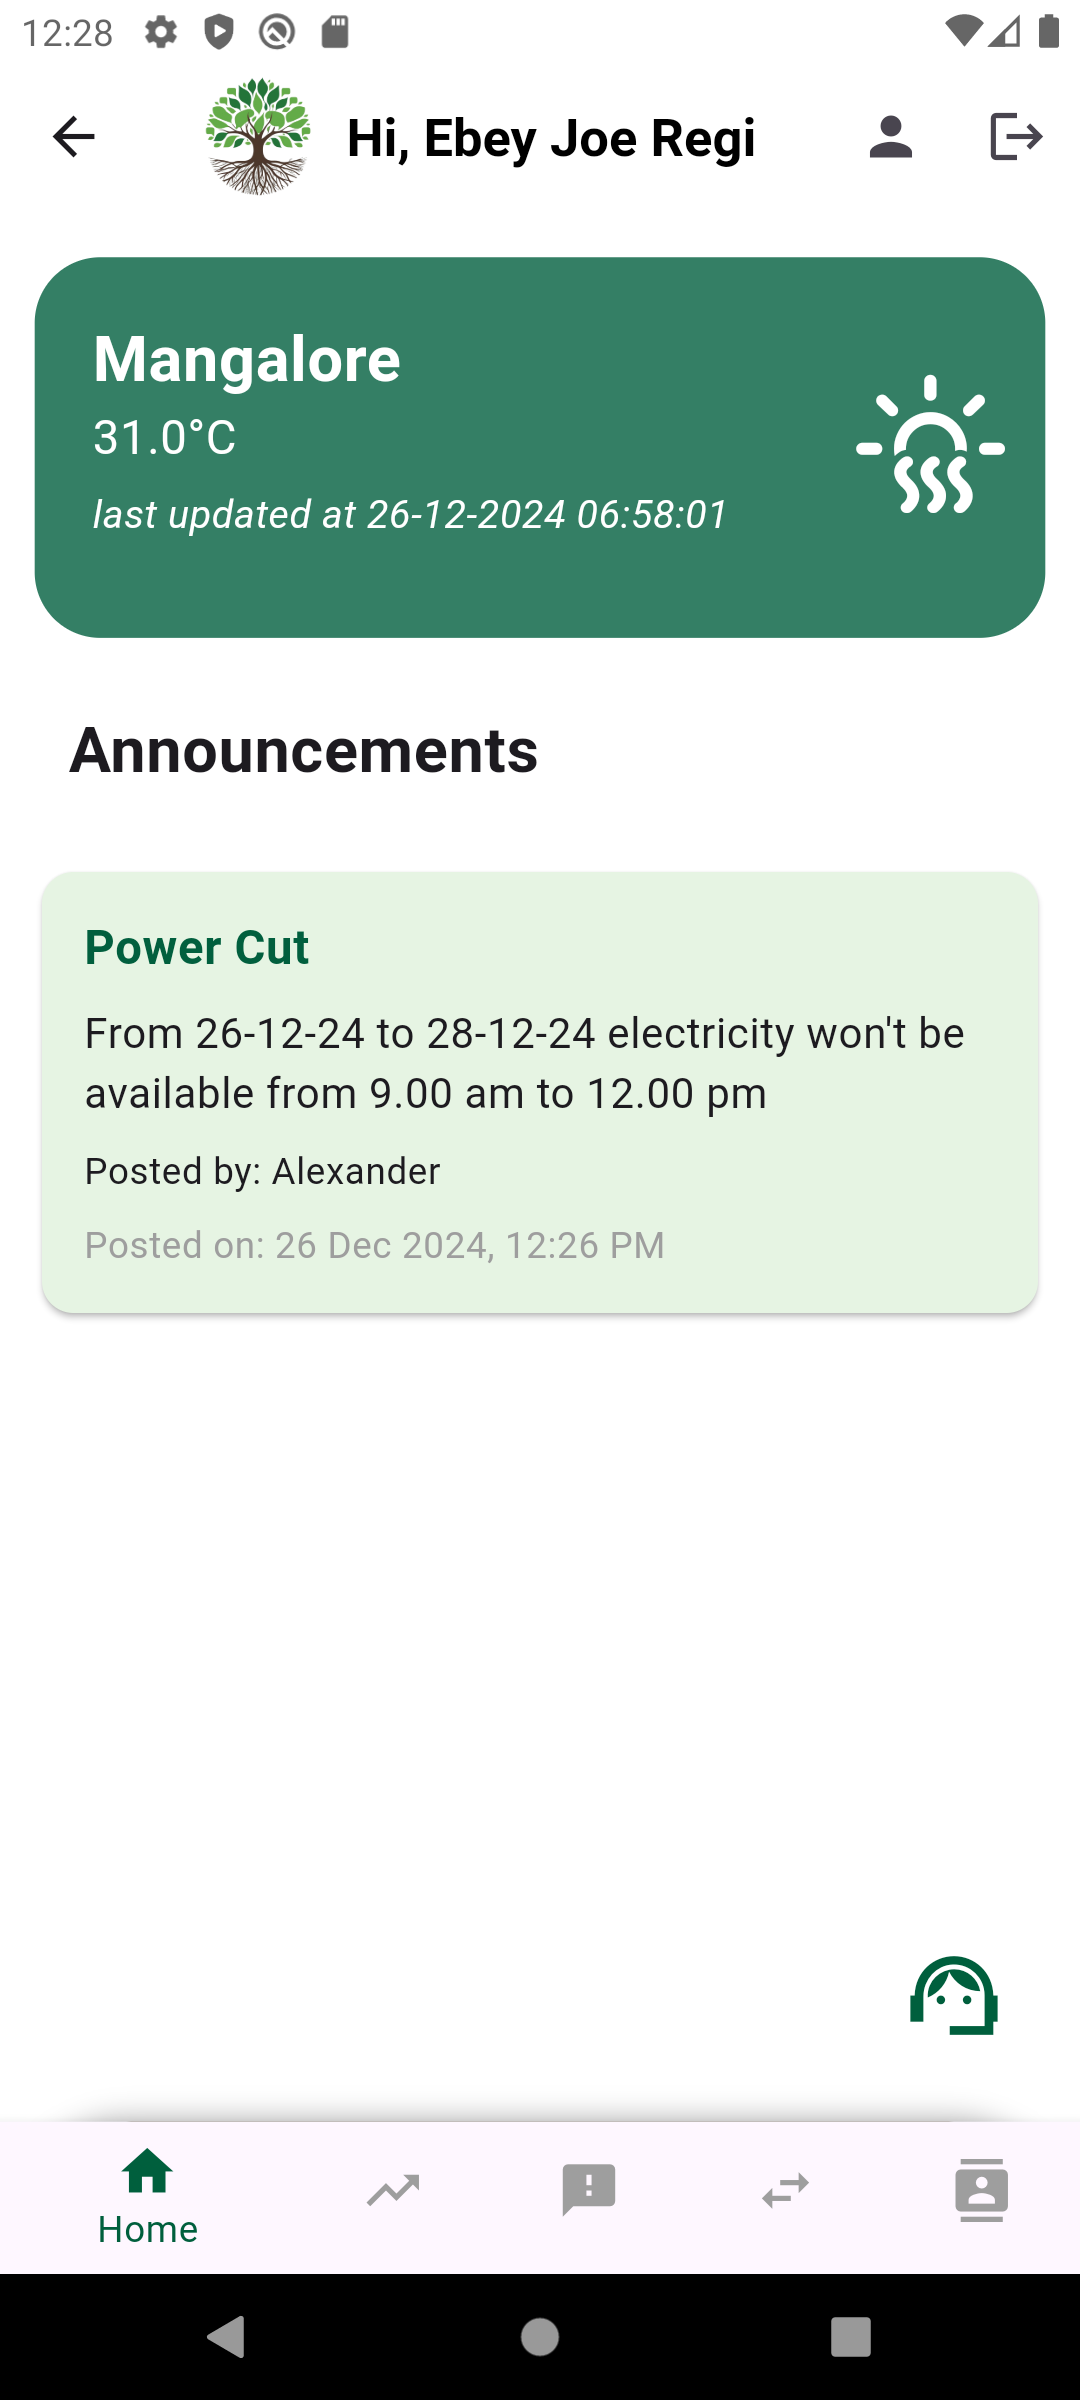 12:28
Hi, Ebey Joe Regi
Mangalore
31.0°C
last updated at 26-12-2024 06:58:01
Announcements
Power Cut
From 26-12-24 to 28-12-24 electricity won't be
available from 9.00 am to 12.00 pm
Posted by: Alexander
Posted on: 26 Dec 2024, 12:26 PM
Home